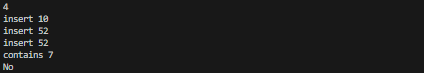 4
insert 10
insert 52
insert 52
contains 7
No